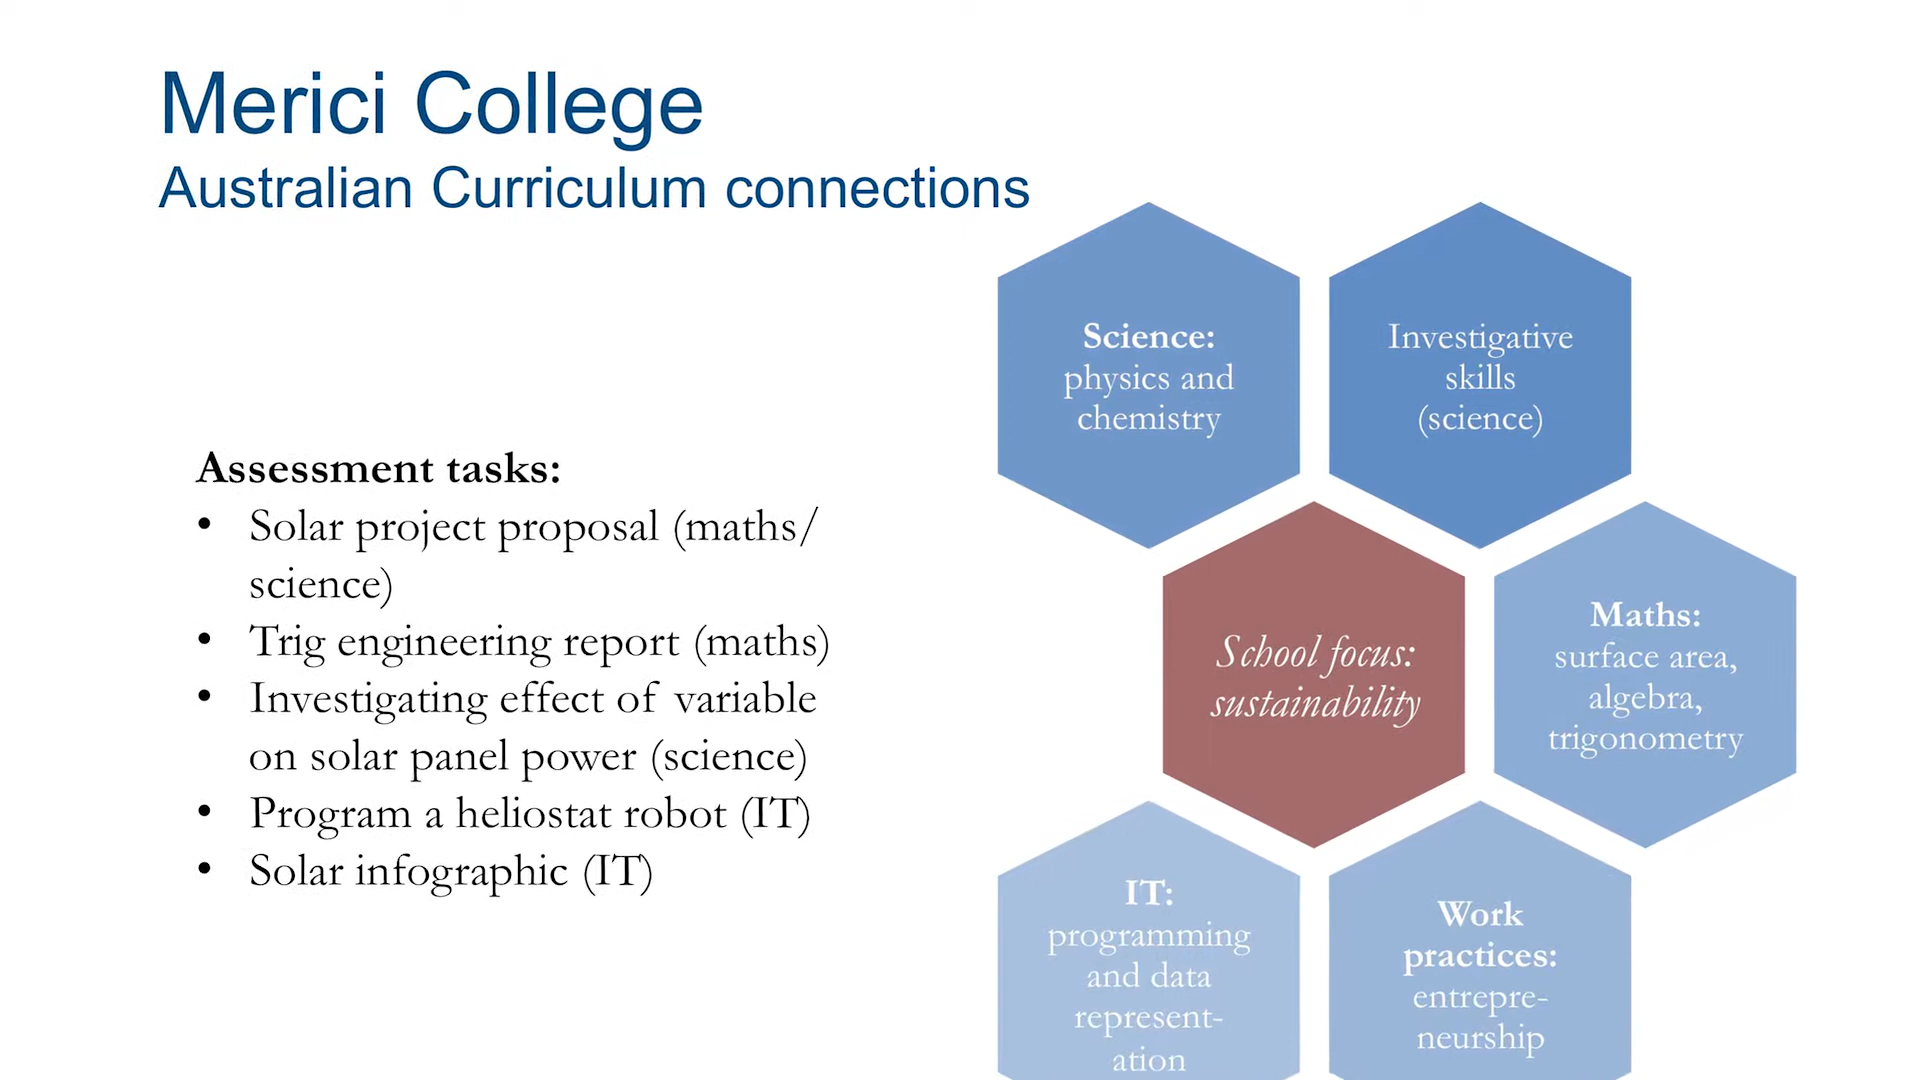 Merici College
Australian Curriculum connections
Assessment tasks:
• Solar project proposal (maths/
science)
• Trig engineering report (maths)
• Investigating effect of variable
on solar panel power (science)
• Program a heliostat robot (IT)
• Solar infographic (IT)
Science:
physics and
chemistry
Investigative
skills
(science)
School focus:
sustainability
Maths:
surface area,
algebra,
trigonometry
IT:
programming
and data
represent-
ation
Work
practices:
entrepre-
neurship